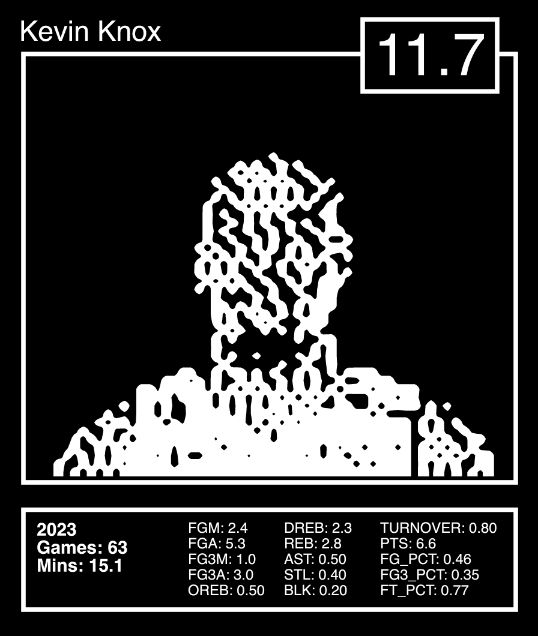 Kevin Knox
11.7
2023
Games: 63
Mins: 15.1
FGM: 2.4
FGA: 5.3
FG3M: 1.0
FG3A: 3.0
OREB: 0.50
DREB: 2.3
REB: 2.8
AST: 0.50
STL: 0.40
BLK: 0.20
TURNOVER: 0.80
PTS: 6.6
FG_PCT: 0.46
FG3_PCT: 0.35
FT_PCT: 0.77